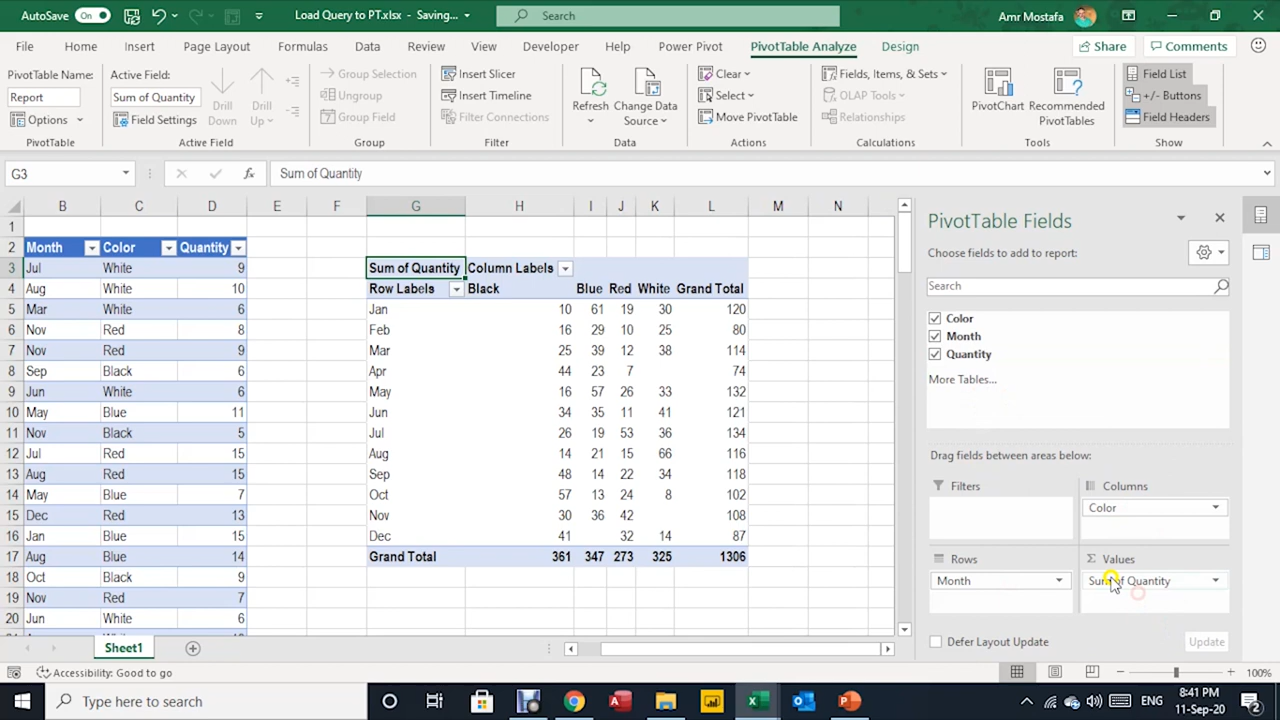 AutoSave On Load Query to PT.xlsx - Saving... Search Amr Mostafa
File Home Insert Page Layout Formulas Data Review View Developer Help Power Pivot PivotTable Analyze Design Share Comments
PivotTable Name:
Report
Options
PivotTable
Active Field:
Sum of Quantity
Field Settings
Drill Down
Drill Up
Active Field
Group Selection
Ungroup
Group Field
Group
Insert Slicer
Insert Timeline
Filter Connections
Filter
Refresh
Change Data Source
Data
Clear
Select
Move PivotTable
Actions
Fields, Items, & Sets
OLAP Tools
Relationships
Calculations
PivotChart
Recommended PivotTables
Tools
Field List
+/- Buttons
Field Headers
Show
G3 fx Sum of Quantity
B C D E F G H I J K L M N
1
2 Month Color Quantity
3 Jul White 9 Sum of Quantity Column Labels
4 Aug White 10 Row Labels Black Blue Red White Grand Total
5 Mar White 6 Jan 10 61 19 30 120
6 Nov Red 8 Feb 16 29 10 25 80
7 Nov Red 9 Mar 25 39 12 38 114
8 Sep Black 6 Apr 44 23 7 74
9 Jun White 6 May 16 57 26 33 132
10 May Blue 11 Jun 34 35 11 41 121
11 Nov Black 5 Jul 26 19 53 36 134
12 Jul Red 15 Aug 14 21 15 66 116
13 Aug Red 15 Sep 48 14 22 34 118
14 May Blue 7 Oct 57 13 24 8 102
15 Dec Red 13 Nov 30 36 42 108
16 Jan Blue 15 Dec 41 32 14 87
17 Aug Blue 14 Grand Total 361 347 273 325 1306
18 Oct Black 9
19 Nov Red 7
20 Jun White 6
PivotTable Fields
Choose fields to add to report:
Search
Color
Month
Quantity
More Tables...
Drag fields between areas below:
Filters
Columns
Color
Rows
Month
Values
Sum of Quantity
Defer Layout Update Update
Sheet1
Accessibility: Good to go 100%
Type here to search
ENG
8:41 PM
11-Sep-20
2